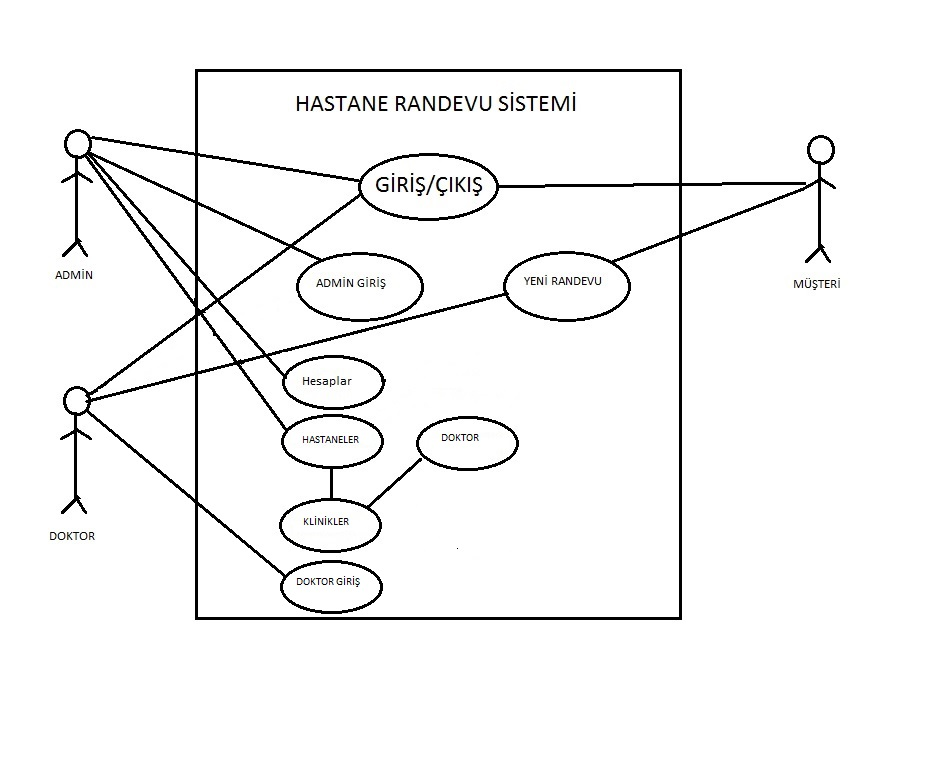 HASTANE RANDEVU SİSTEMİ
GİRİŞ/ÇIKIŞ
ADMİN
ADMİN GİRİŞ
YENİ RANDEVU
MÜŞTERİ
Hesaplar
HASTANELER
DOKTOR
KLİNİKLER
DOKTOR
DOKTOR GİRİŞ